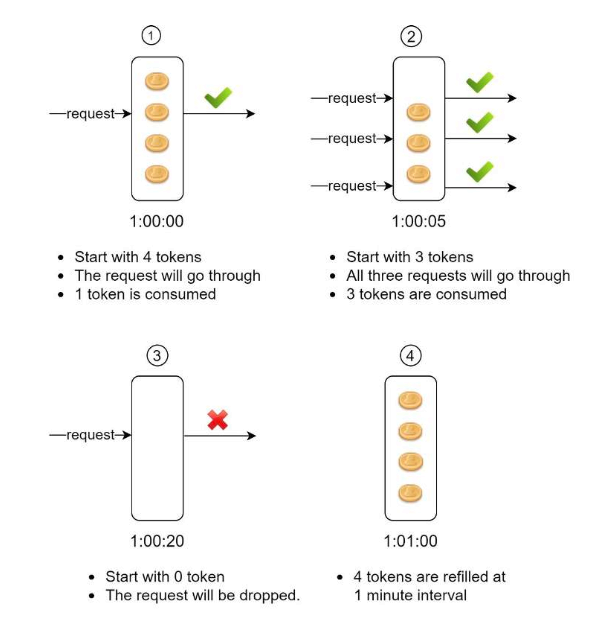 1
request
1:00:00
Start with 4 tokens
The request will go through
1 token is consumed
2
request
request
request
1:00:05
Start with 3 tokens
All three requests will go through
3 tokens are consumed
3
request
1:00:20
Start with 0 token
The request will be dropped.
4
1:01:00
4 tokens are refilled at
1 minute interval